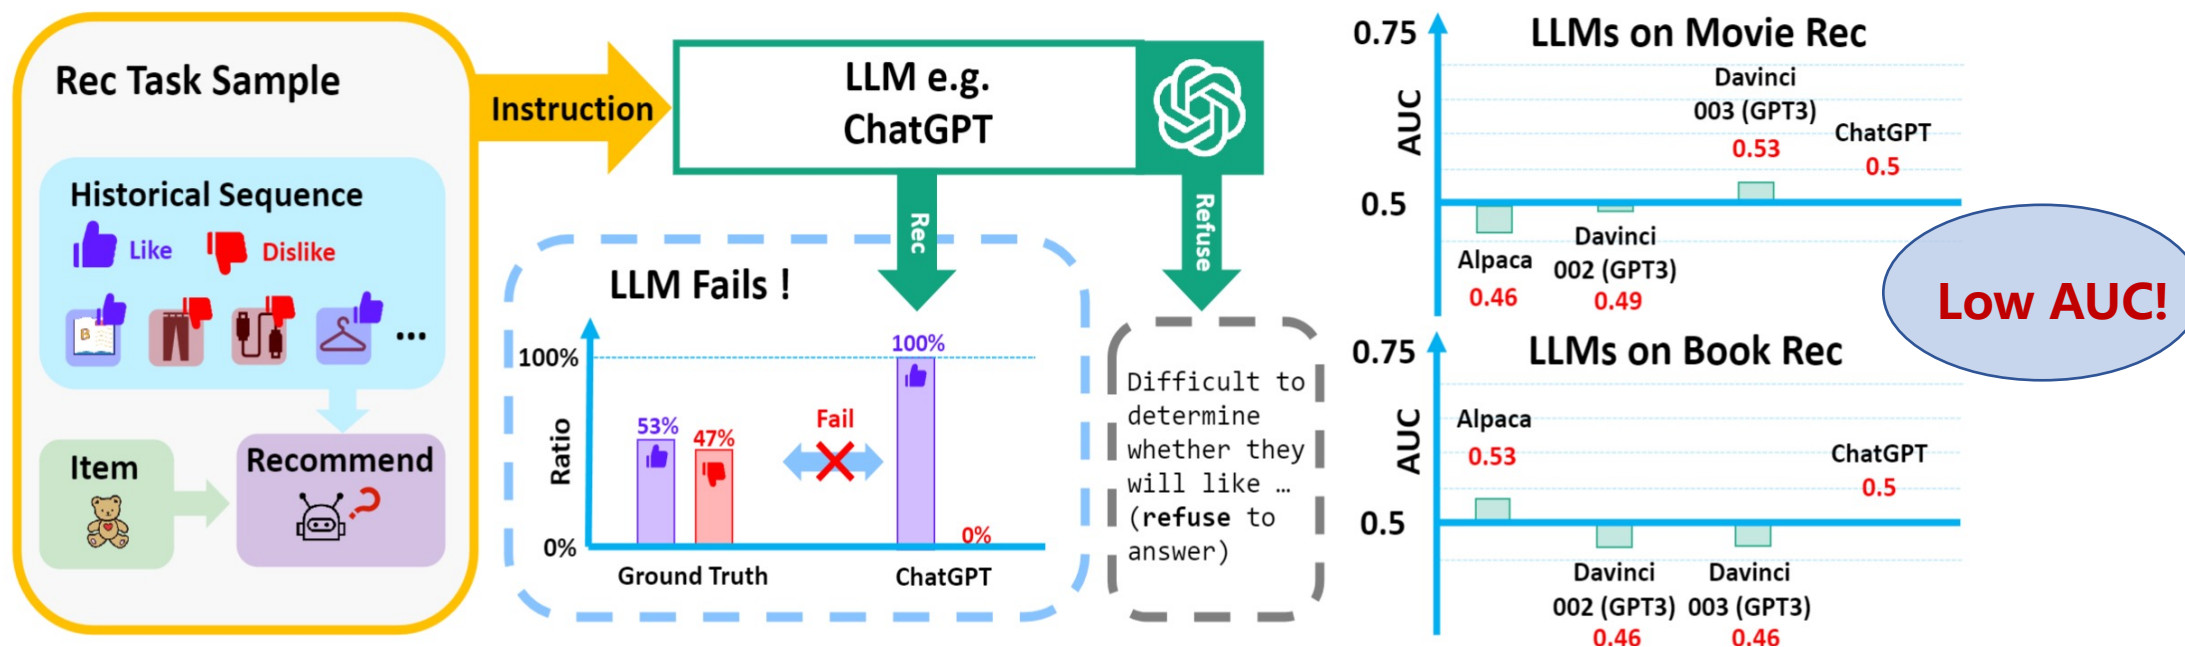 Rec Task Sample
Historical Sequence
Like
Dislike
B
...
Item
Recommend
?
Instruction
LLM e.g.
ChatGPT
Rec
Refuse
LLM Fails !
100%
0%
Ratio
53%
47%
Fail
100%
0%
Ground Truth
ChatGPT
Difficult to
determine
whether they
will like …
(refuse to
answer)
LLMs on Movie Rec
0.75
0.5
AUC
Davinci
003 (GPT3)
0.53
ChatGPT
0.5
Alpaca
0.46
Davinci
002 (GPT3)
0.49
Low AUC!
LLMs on Book Rec
0.75
0.5
AUC
Alpaca
0.53
ChatGPT
0.5
Davinci
002 (GPT3)
0.46
Davinci
003 (GPT3)
0.46